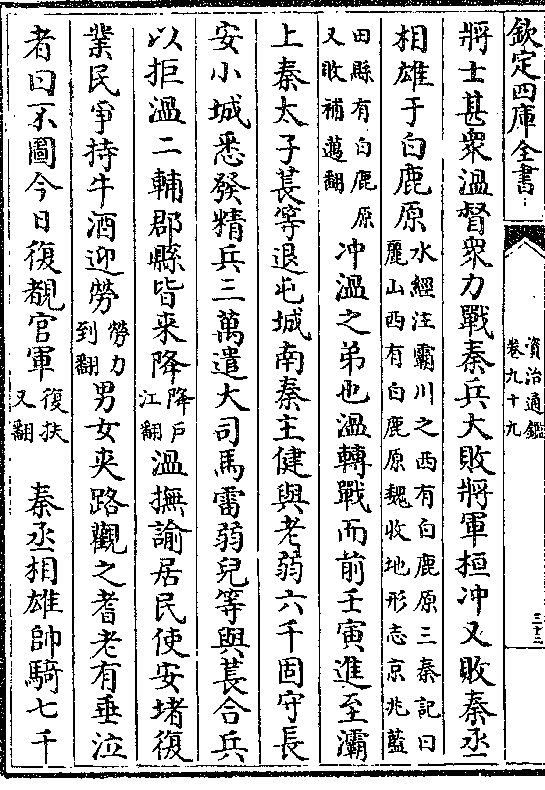 欽定四庫全書
資治通鑑
卷九十九
三十三
將士甚衆溫督衆力戰秦兵大敗將軍桓冲又敗秦丞
相雄于白鹿原水經注霸川之西有白鹿原三秦記曰
麗山西有白鹿原魏收地形志京兆藍
田縣有白鹿原
又敗補邁翻
冲溫之弟也溫轉戰而前壬寅進至灞
上秦太子萇等退屯城南秦主健與老弱六千固守長
安小城悉發精兵三萬遣大司馬雷弱兒等與萇合兵
以拒溫三輔郡縣皆來降降戶
江翻
溫撫諭居民使安堵復
業民爭持牛酒迎勞勞力
到翻
男女夾路觀之耆老有垂泣
者曰不圖今日復覩官軍復扶
又翻
秦丞相雄帥騎七千